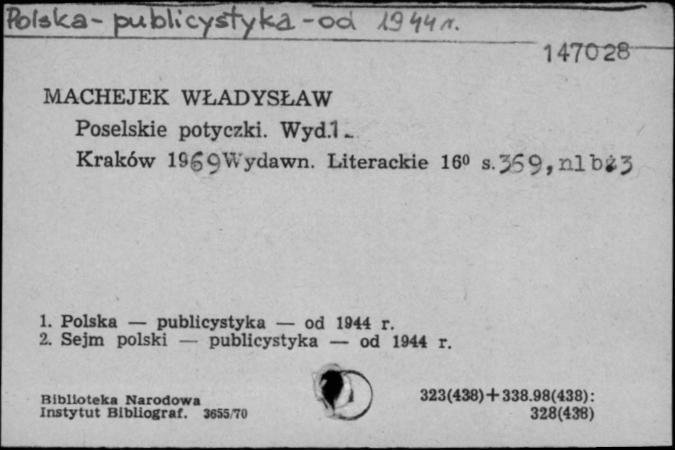 Polska - publicystyka - od 1944 r.
147028
MACHEJEK WŁADYSŁAW
Poselskie potyczki. Wyd.1.
Kraków 1969 Wydawn. Literackie 16⁰ s.369, nlb 3
1. Polska — publicystyka — od 1944 r.
2. Sejm polski — publicystyka — od 1944 r.
Biblioteka Narodowa
Instytut Bibliograf. 3655/70
323(438)+338.98(438):
328(438)